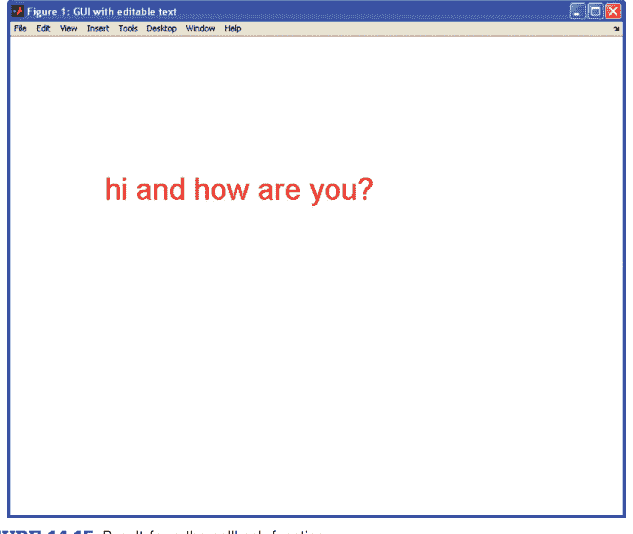 Figure 1: GUI with editable text
File Edit View Insert Tools Desktop Window Help
hi and how are you?